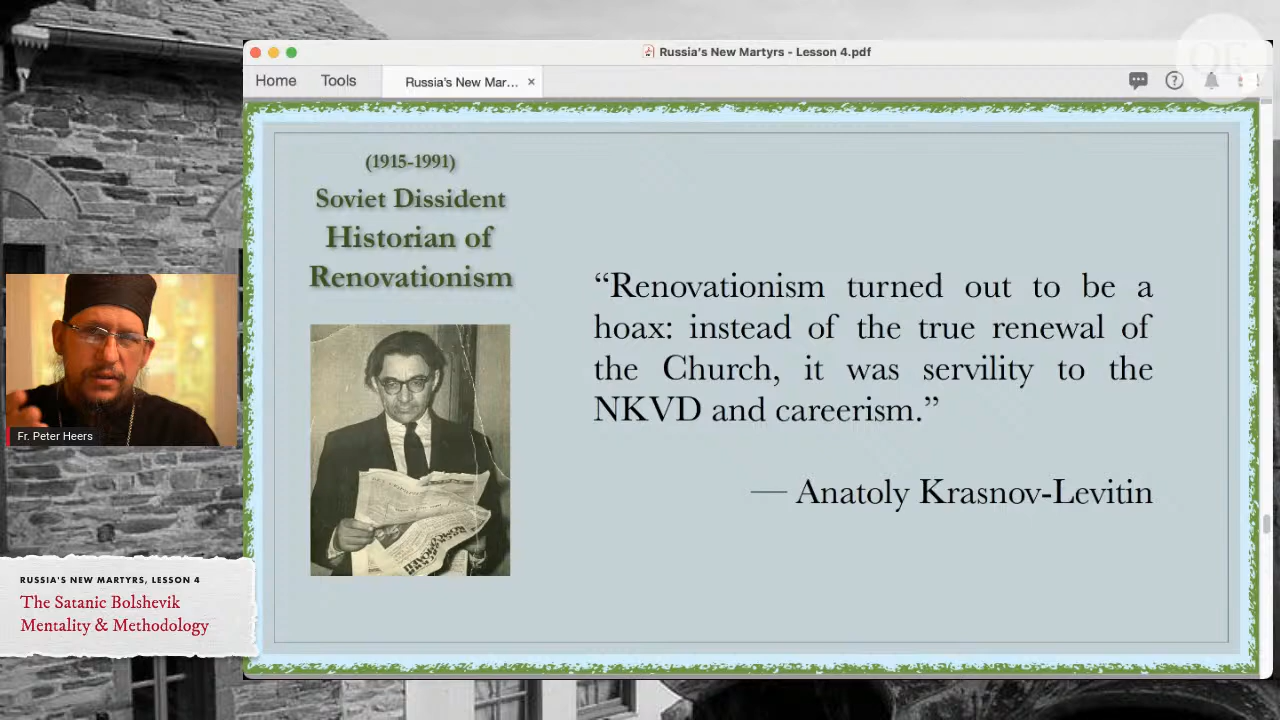 Russia's New Martyrs - Lesson 4.pdf
Home Tools Russia's New Mar... ×
(1915-1991)
Soviet Dissident
Historian of
Renovationism
“Renovationism turned out to be a
hoax: instead of the true renewal of
the Church, it was servility to the
NKVD and careerism.”
— Anatoly Krasnov-Levitin
Fr. Peter Heers
RUSSIA'S NEW MARTYRS, LESSON 4
The Satanic Bolshevik
Mentality & Methodology